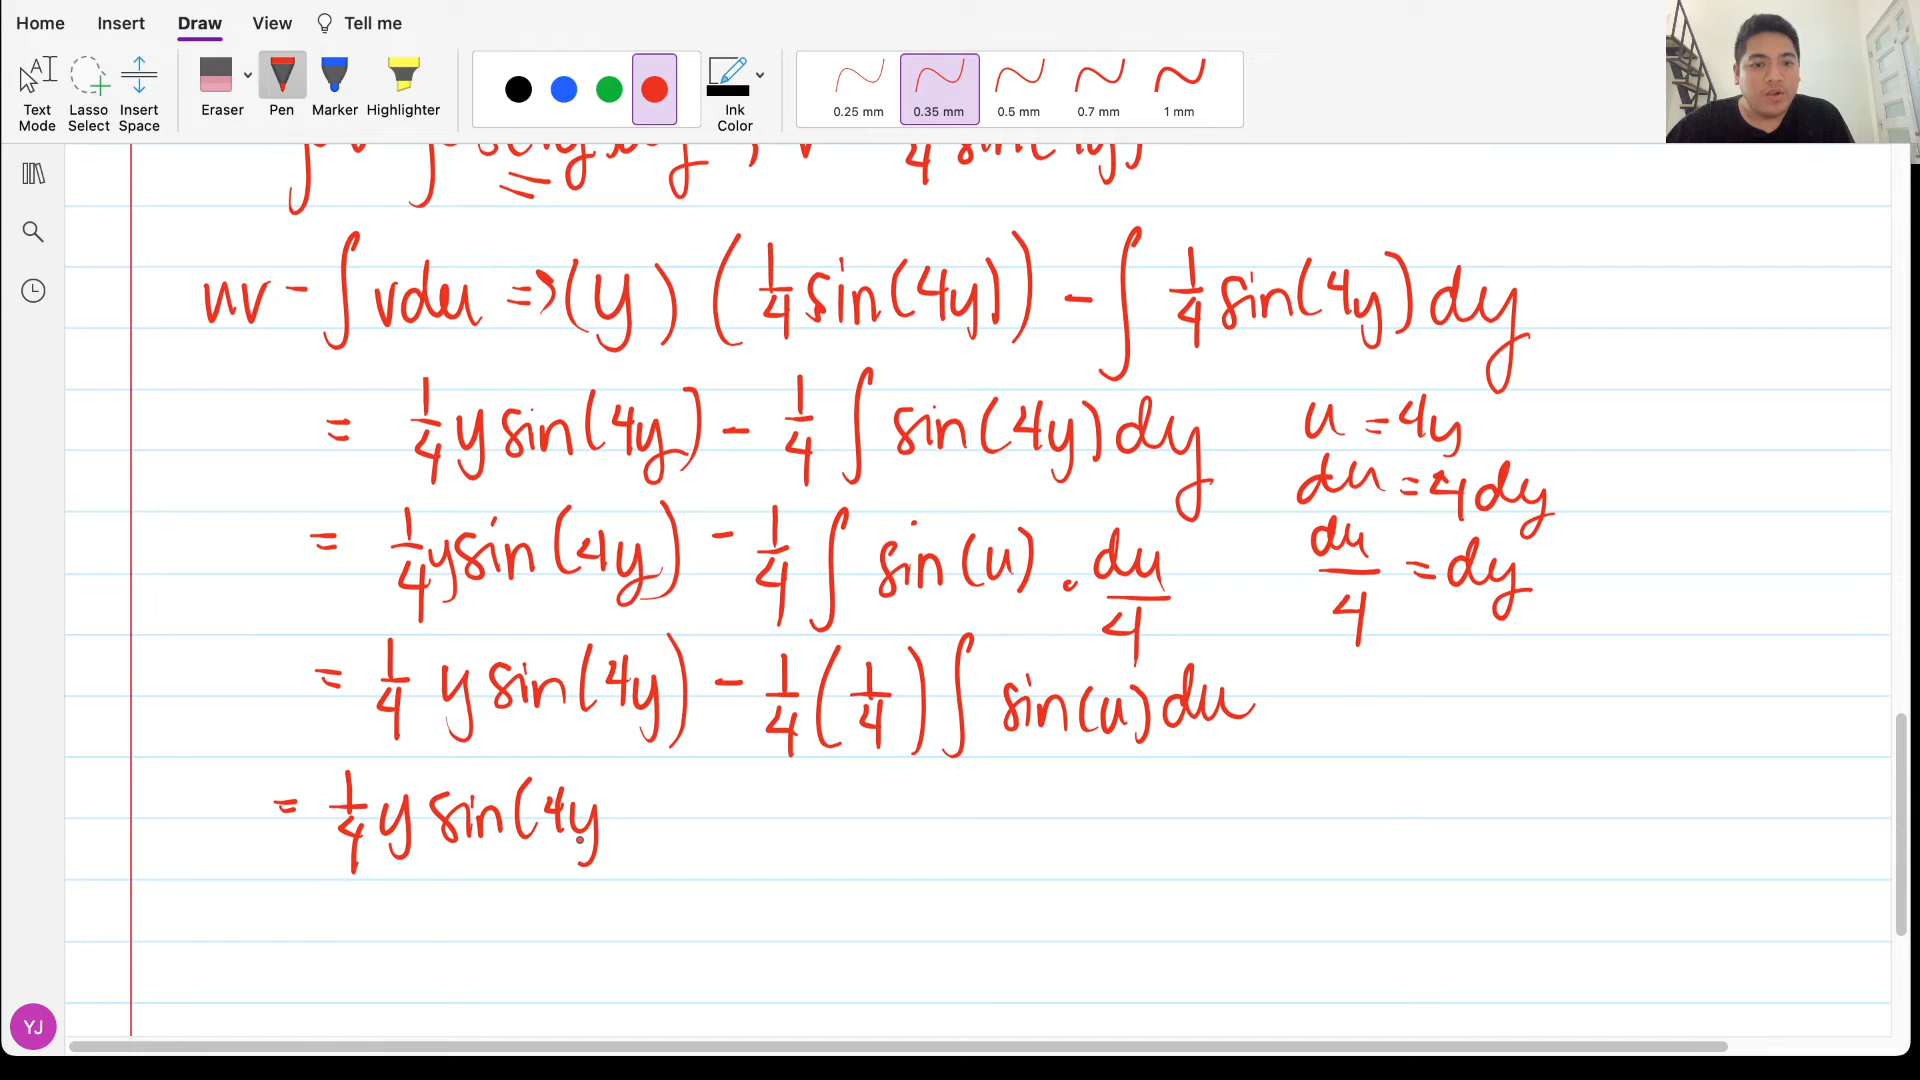 Home Insert Draw View Tell me
Text Mode Lasso Select Insert Space Eraser Pen Marker Highlighter Ink Color 0.25 mm 0.35 mm 0.5 mm 0.7 mm 1 mm
uv - ∫ vdu => (y) (1/4 sin(4y)) - ∫ 1/4 sin(4y) dy
= 1/4 y sin(4y) - 1/4 ∫ sin(4y) dy
u = 4y
du = 4dy
= 1/4 y sin(4y) - 1/4 ∫ sin(u) · du/4
du/4 = dy
= 1/4 y sin(4y) - 1/4 (1/4) ∫ sin(u) du
= 1/4 y sin(4y
YJ